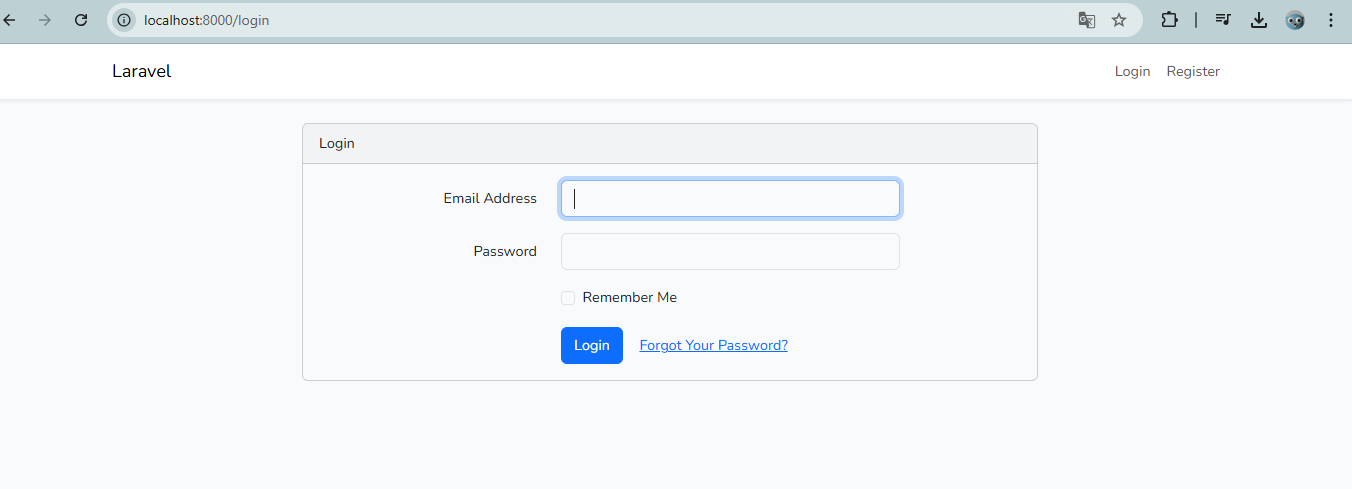 localhost:8000/login
Laravel
Login Register
Login
Email Address
Password
Remember Me
Login Forgot Your Password?